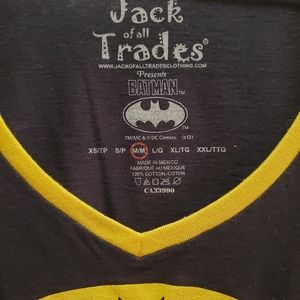 Jack
of all
Trades®
WWW.JACKOFALLTRADESCLOTHING.COM
Presents
BATMAN™
TM/MC & © DC Comics.
XS/TP S/P M/M L/G XL/TG XXL/TTG
MADE IN MEXICO
FABRIQUE AU MEXIQUE
100% COTTON/COTON
CA33990